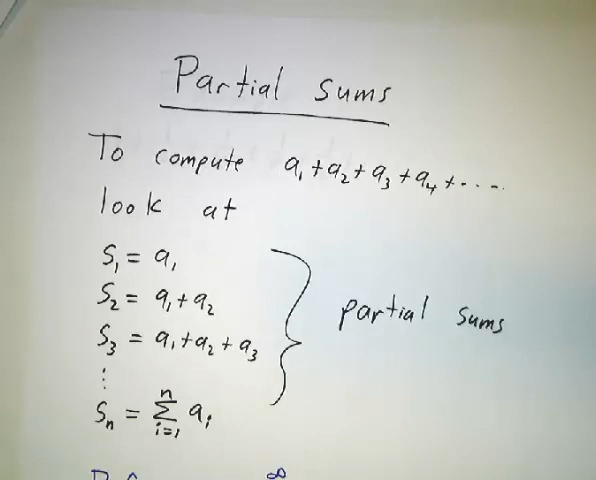 Partial sums
To compute a₁ + a₂ + a₃ + a₄ + ....
look at
S₁ = a₁
S₂ = a₁ + a₂
S₃ = a₁ + a₂ + a₃
partial sums
⋮
Sₙ = ∑ᵢ₌₁ⁿ aᵢ
∞